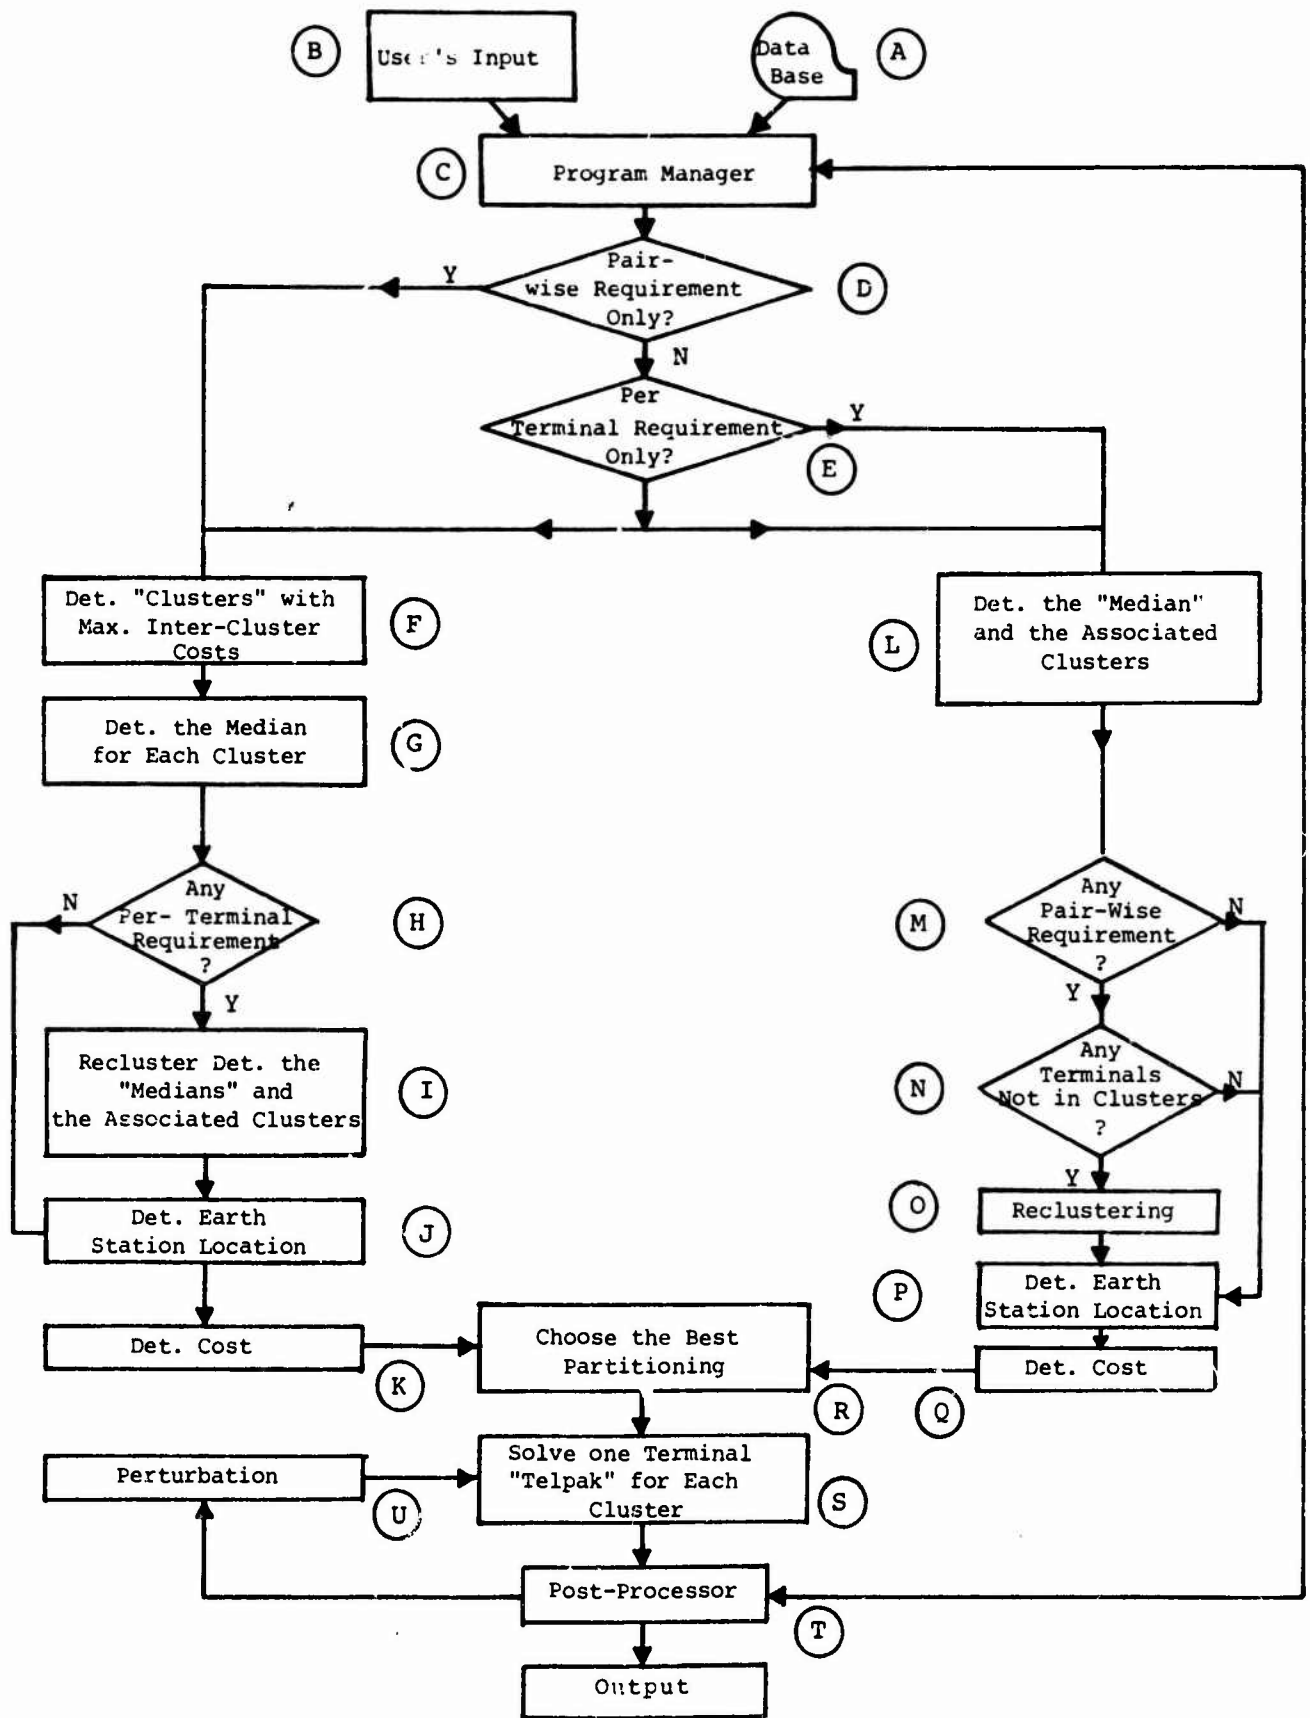 B
User's Input
Data
Base
A
C
Program Manager
Y
Pair-
wise Requirement
Only?
D
N
Per
Terminal Requirement
Only?
Y
E
Det. "Clusters" with
Max. Inter-Cluster
Costs
F
Det. the "Median"
and the Associated
Clusters
L
Det. the Median
for Each Cluster
G
N
Any
Per- Terminal
Requirement
?
H
Y
M
Any
Pair-Wise
Requirement
?
N
Y
Recluster Det. the
"Medians" and
the Associated Clusters
I
N
Any
Terminals
Not in Clusters
?
N
Y
O
Reclustering
Det. Earth
Station Location
J
P
Det. Earth
Station Location
Det. Cost
K
Choose the Best
Partitioning
R
Q
Det. Cost
Perturbation
U
Solve one Terminal
"Telpak" for Each
Cluster
S
Post-Processor
T
Output